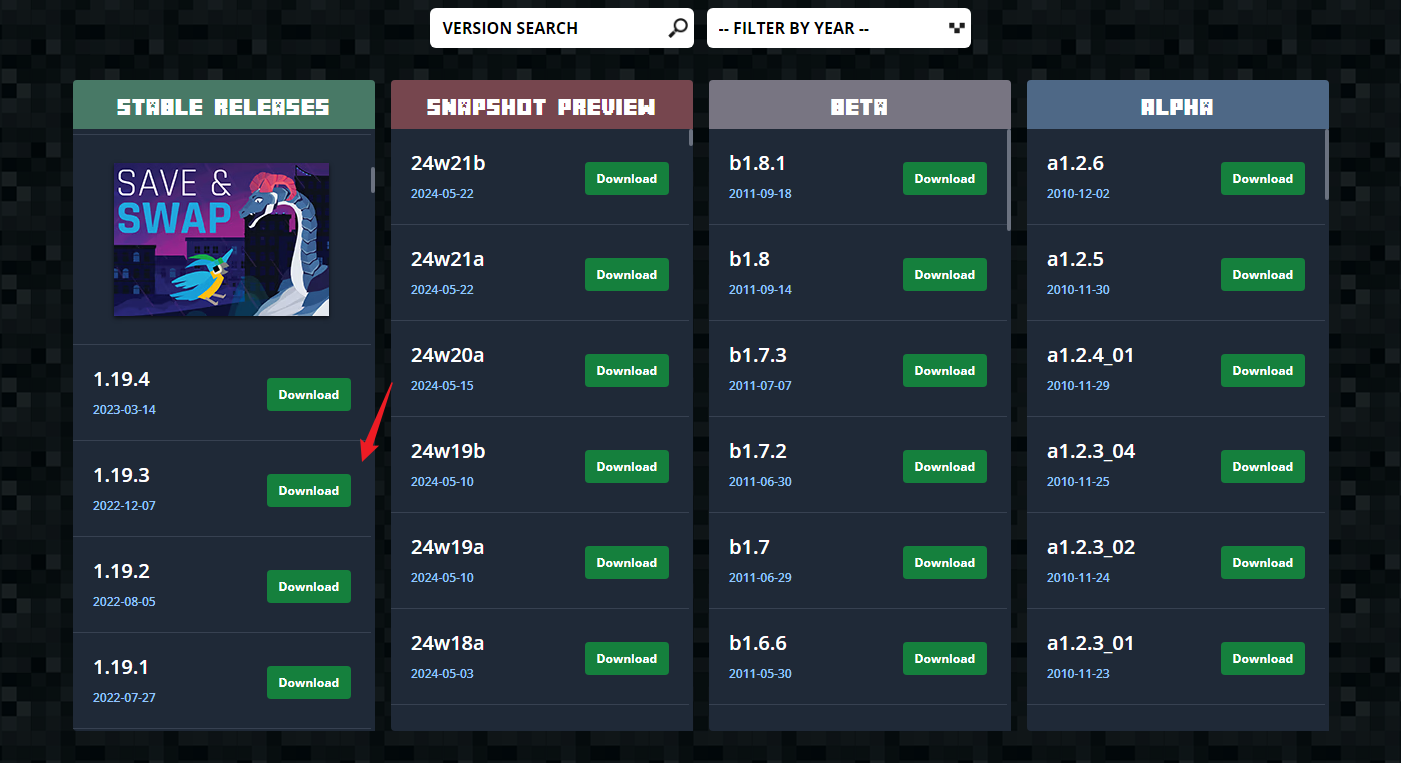 VERSION SEARCH
-- FILTER BY YEAR --
STABLE RELEASES
SAVE &
SWAP
1.19.4
2023-03-14
Download
1.19.3
2022-12-07
Download
1.19.2
2022-08-05
Download
1.19.1
2022-07-27
Download
SNAPSHOT PREVIEW
24w21b
2024-05-22
Download
24w21a
2024-05-22
Download
24w20a
2024-05-15
Download
24w19b
2024-05-10
Download
24w19a
2024-05-10
Download
24w18a
2024-05-03
Download
BETA
b1.8.1
2011-09-18
Download
b1.8
2011-09-14
Download
b1.7.3
2011-07-07
Download
b1.7.2
2011-06-30
Download
b1.7
2011-06-29
Download
b1.6.6
2011-05-30
Download
ALPHA
a1.2.6
2010-12-02
Download
a1.2.5
2010-11-30
Download
a1.2.4_01
2010-11-29
Download
a1.2.3_04
2010-11-25
Download
a1.2.3_02
2010-11-24
Download
a1.2.3_01
2010-11-23
Download